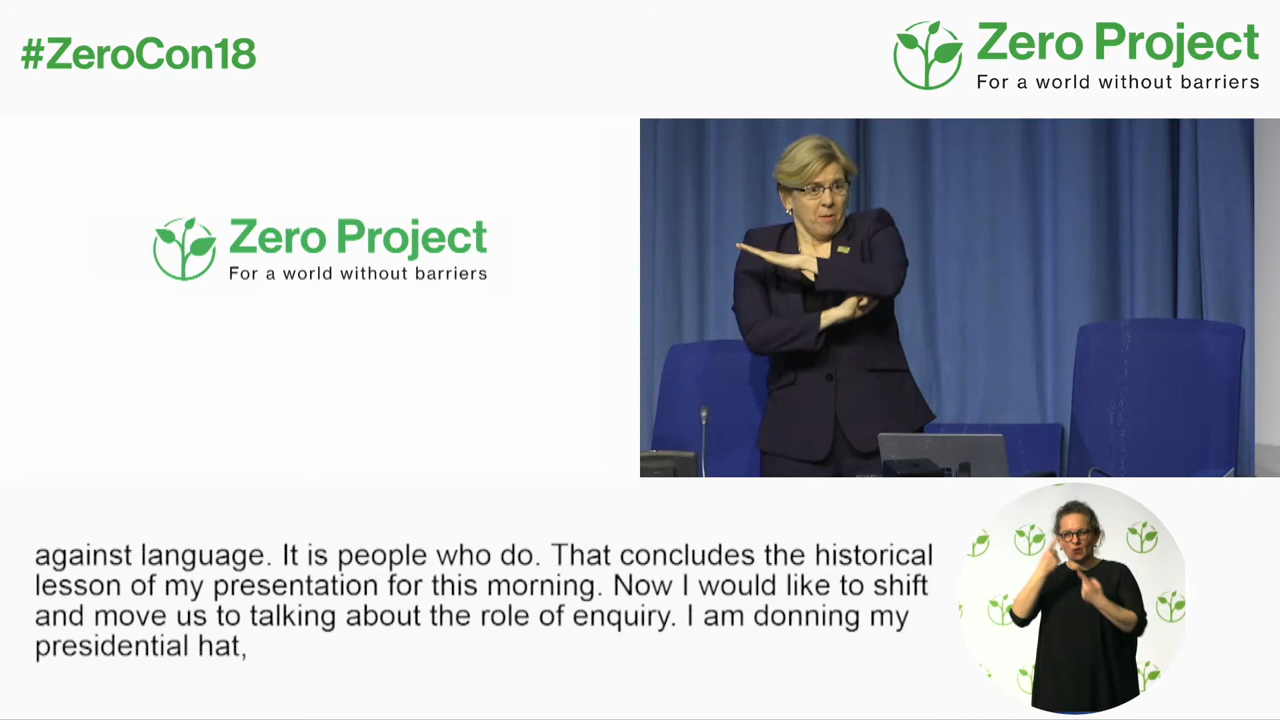 #ZeroCon18
Zero Project
For a world without barriers
Zero Project
For a world without barriers
against language. It is people who do. That concludes the historical
lesson of my presentation for this morning. Now I would like to shift
and move us to talking about the role of enquiry. I am donning my
presidential hat,